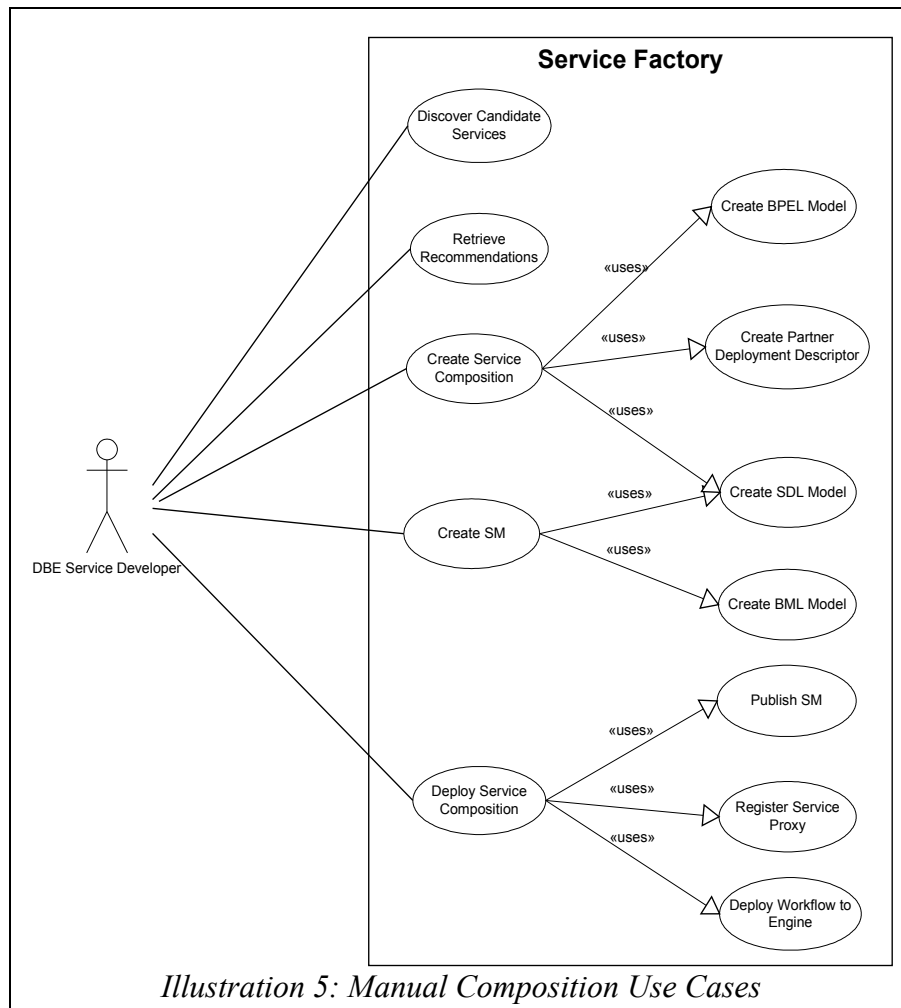 Service Factory
Discover Candidate
Services
Create BPEL Model
Retrieve
Recommendations
«uses»
«uses»
Create Partner
Deployment Descriptor
Create Service
Composition
«uses»
«uses»
Create SDL Model
Create SM
«uses»
DBE Service Developer
Create BML Model
Publish SM
«uses»
Deploy Service
Composition
«uses»
Register Service
Proxy
«uses»
Deploy Workflow to
Engine
Illustration 5: Manual Composition Use Cases